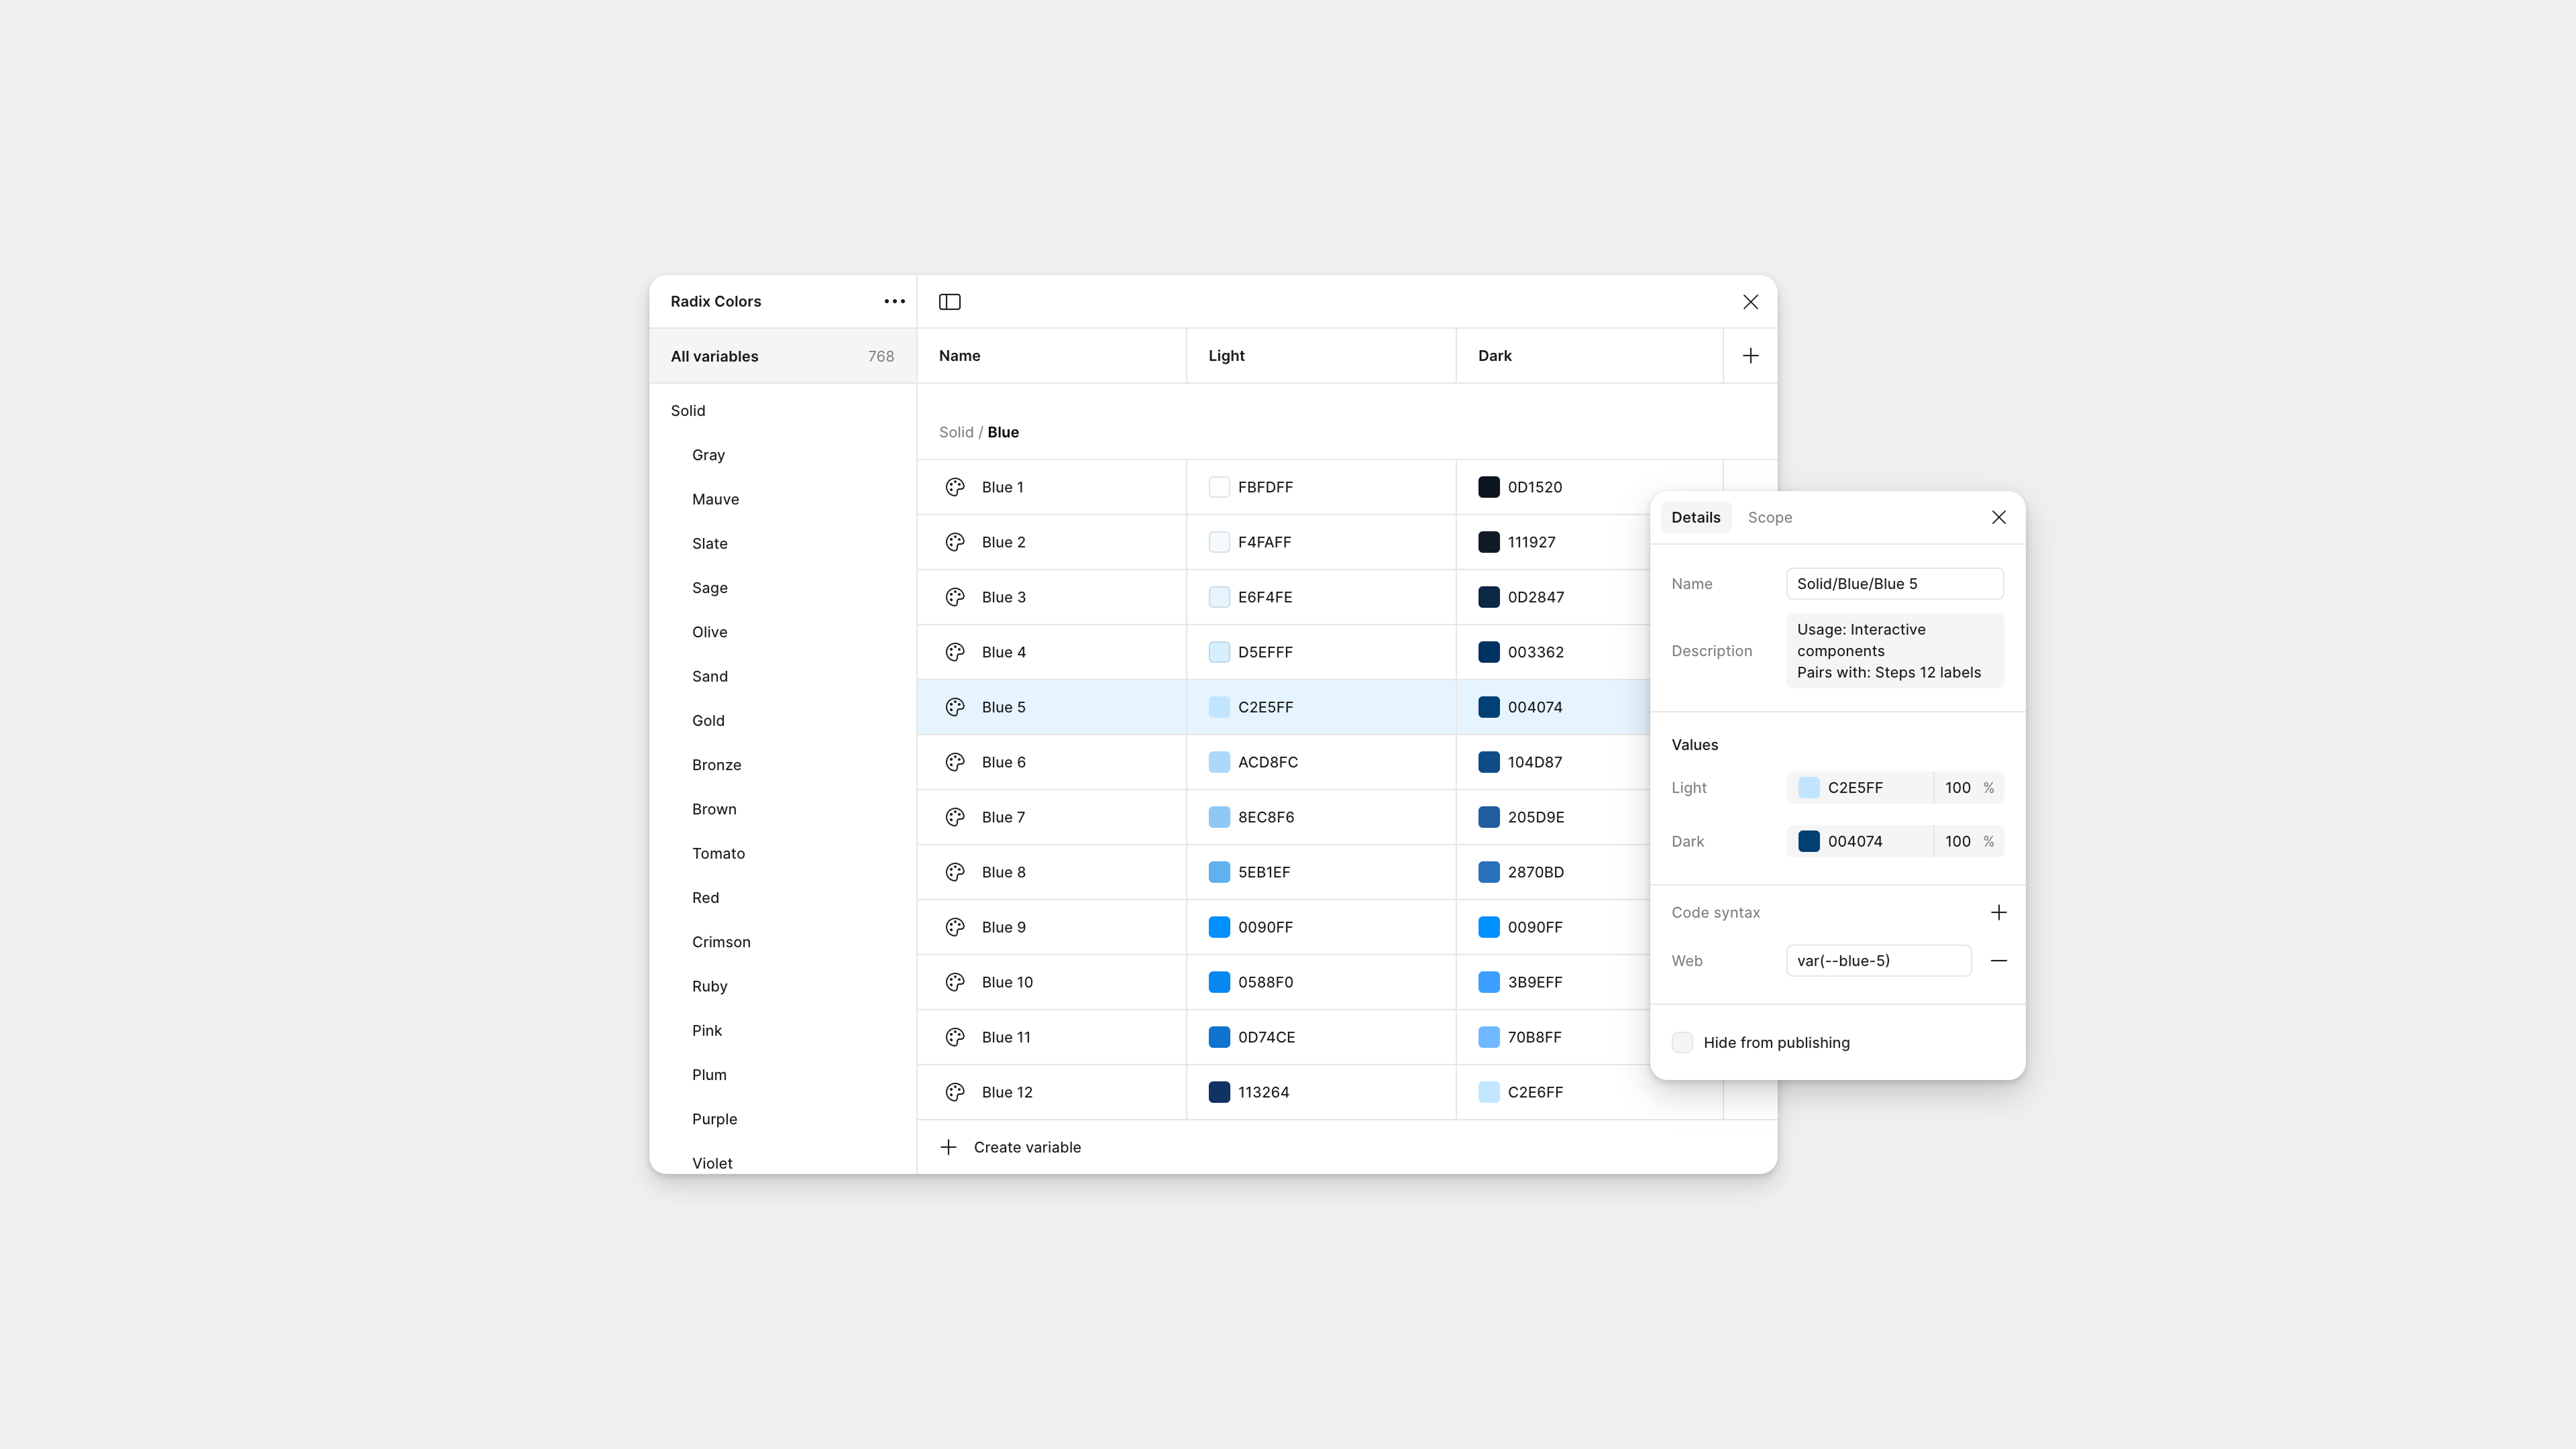 Radix Colors
All variables 768
Solid
Gray
Mauve
Slate
Sage
Olive
Sand
Gold
Bronze
Brown
Tomato
Red
Crimson
Ruby
Pink
Plum
Purple
Violet
Name Light Dark
Solid / Blue
Blue 1 FBFDFF 0D1520
Blue 2 F4FAFF 111927
Blue 3 E6F4FE 0D2847
Blue 4 D5EFFF 003362
Blue 5 C2E5FF 004074
Blue 6 ACD8FC 104D87
Blue 7 8EC8F6 205D9E
Blue 8 5EB1EF 2870BD
Blue 9 0090FF 0090FF
Blue 10 0588F0 3B9EFF
Blue 11 0D74CE 70B8FF
Blue 12 113264 C2E6FF
Create variable
Details Scope
Name Solid/Blue/Blue 5
Description
Usage: Interactive
components
Pairs with: Steps 12 labels
Values
Light C2E5FF 100 %
Dark 004074 100 %
Code syntax
Web var(--blue-5)
Hide from publishing